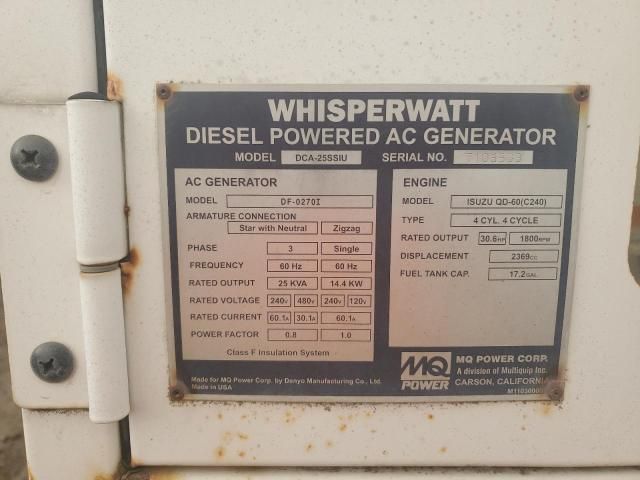 WHISPERWATT
DIESEL POWERED AC GENERATOR
MODEL DCA-25SSIU SERIAL NO.
AC GENERATOR
MODEL DF-0270I
ARMATURE CONNECTION
Star with Neutral Zigzag
PHASE 3 Single
FREQUENCY 60 Hz 60 Hz
RATED OUTPUT 25 KVA 14.4 KW
RATED VOLTAGE 240V 480V 240V 120V
RATED CURRENT 60.1A 30.1A 60.1A
POWER FACTOR 0.8 1.0
Class F Insulation System
ENGINE
MODEL ISUZU QD-60(C240)
TYPE 4 CYL. 4 CYCLE
RATED OUTPUT 30.6HP 1800RPM
DISPLACEMENT 2369CC
FUEL TANK CAP. 17.2GAL
Made for MQ Power Corp. by Denyo Manufacturing Co., Ltd.
Made in USA
MQ
POWER
MQ POWER CORP.
A division of Multiquip Inc.
CARSON, CALIFORNIA